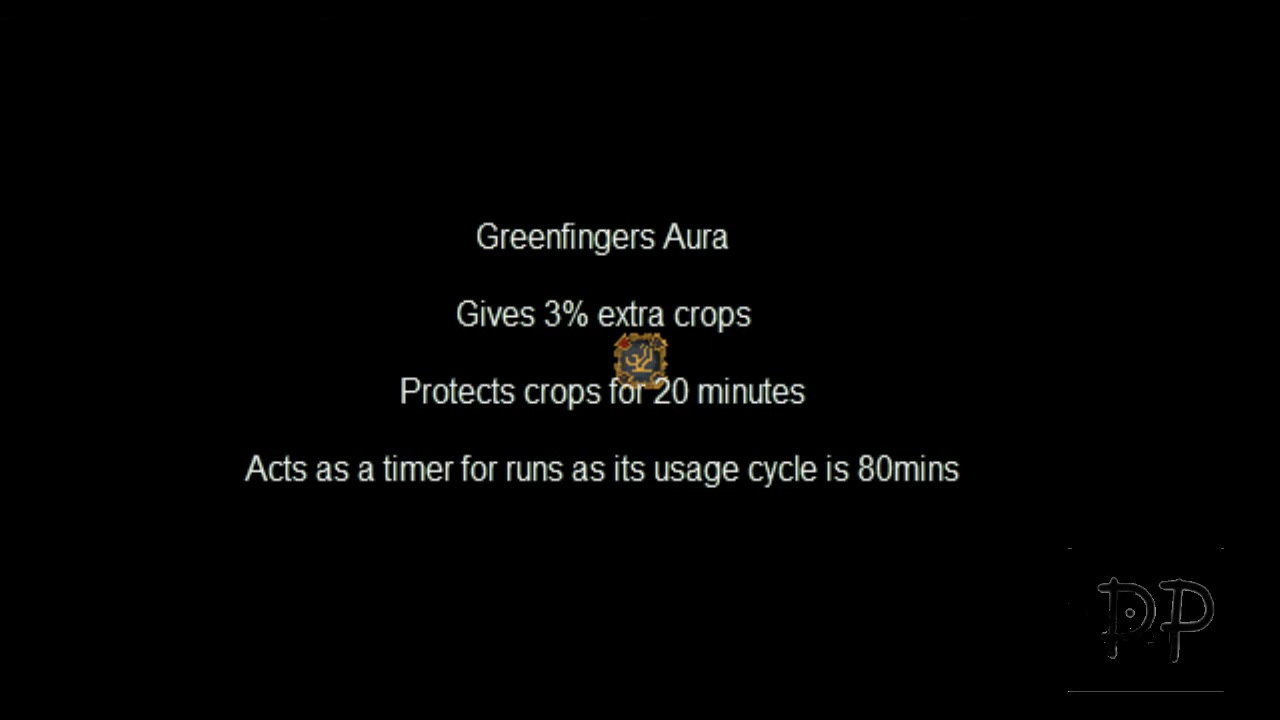 Greenfingers Aura
Gives 3% extra crops
Protects crops for 20 minutes
Acts as a timer for runs as its usage cycle is 80mins
PP